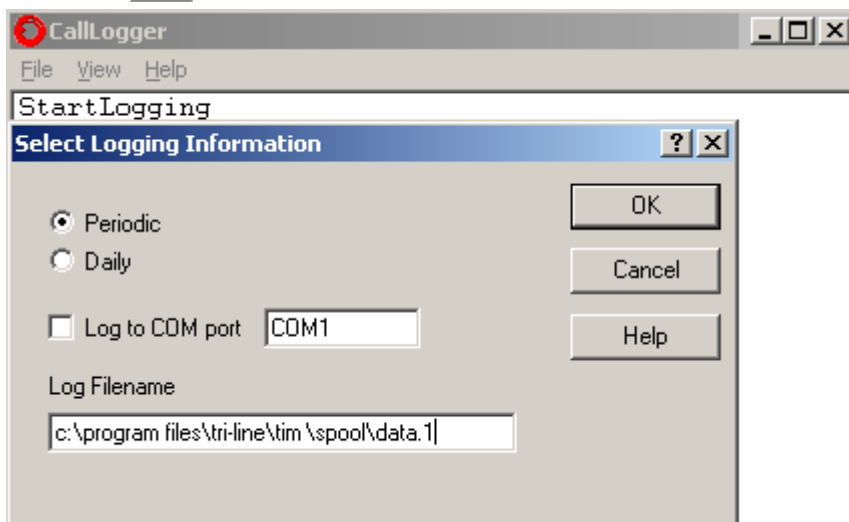 CallLogger
File View Help
StartLogging
Select Logging Information
Periodic
Daily
Log to COM port COM1
Log Filename
c:\program files\tri-line\tim \spool\data.1
OK
Cancel
Help